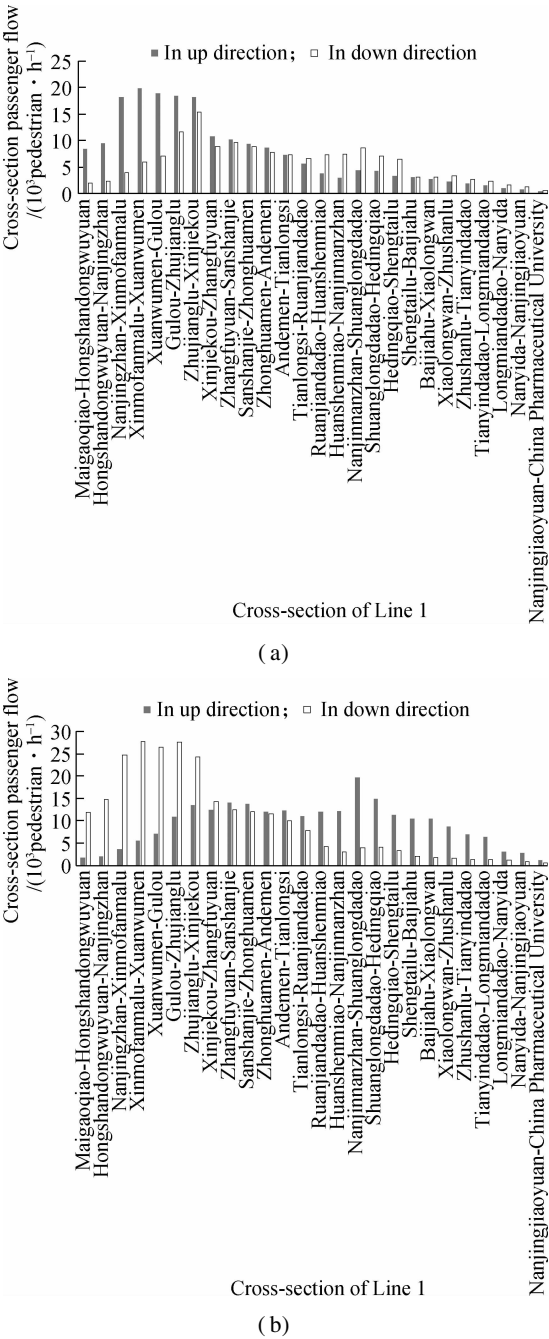 (a)
In up direction; In down direction
Cross-section passenger flow
/(10³pedestrian · h⁻¹)
25
20
15
10
5
0
Maigaoqiao-Hongshandongwuyuan
Hongshandongwuyuan-Nanjingzhan
Nanjingzhan-Xinmofanmalu
Xinmofanmalu-Xuanwumen
Xuanwumen-Gulou
Gulou-Zhujianglu
Zhujianglu-Xinjiekou
Xinjiekou-Zhangfuyuan
Zhangfuyuan-Sanshanjie
Sanshanjie-Zhonghuamen
Zhonghuamen-Andemen
Andemen-Tianlongsi
Tianlongsi-Ruanjiandadao
Ruanjiandadao-Huanshenmiao
Huanshenmiao-Nanjinnanzhan
Nanjinnanzhan-Shuanglongdadao
Shuanglongdadao-Hedingqiao
Hedingqiao-Shengtailu
Shengtailu-Baijiahu
Baijiahu-Xiaolongwan
Xiaolongwan-Zhushanlu
Zhushanlu-Tianyindadao
Tianyindadao-Longmiandadao
Longmiandadao-Nanyida
Nanyida-Nanjingjiaoyuan
Nanjingjiaoyuan-China Pharmaceutical University
Cross-section of Line 1
(a)
In up direction; In down direction
Cross-section passenger flow
/(10³pedestrian · h⁻¹)
30
25
20
15
10
5
0
Maigaoqiao-Hongshandongwuyuan
Hongshandongwuyuan-Nanjingzhan
Nanjingzhan-Xinmofanmalu
Xinmofanmalu-Xuanwumen
Xuanwumen-Gulou
Gulou-Zhujianglu
Zhujianglu-Xinjiekou
Xinjiekou-Zhangfuyuan
Zhangfuyuan-Sanshanjie
Sanshanjie-Zhonghuamen
Zhonghuamen-Andemen
Andemen-Tianlongsi
Tianlongsi-Ruanjiandadao
Ruanjiandadao-Huanshenmiao
Huanshenmiao-Nanjinnanzhan
Nanjinnanzhan-Shuanglongdadao
Shuanglongdadao-Hedingqiao
Hedingqiao-Shengtailu
Shengtailu-Baijiahu
Baijiahu-Xiaolongwan
Xiaolongwan-Zhushanlu
Zhushanlu-Tianyindadao
Tianyindadao-Longmiandadao
Longmiandadao-Nanyida
Nanyida-Nanjingjiaoyuan
Nanjingjiaoyuan-China Pharmaceutical University
Cross-section of Line 1
(b)